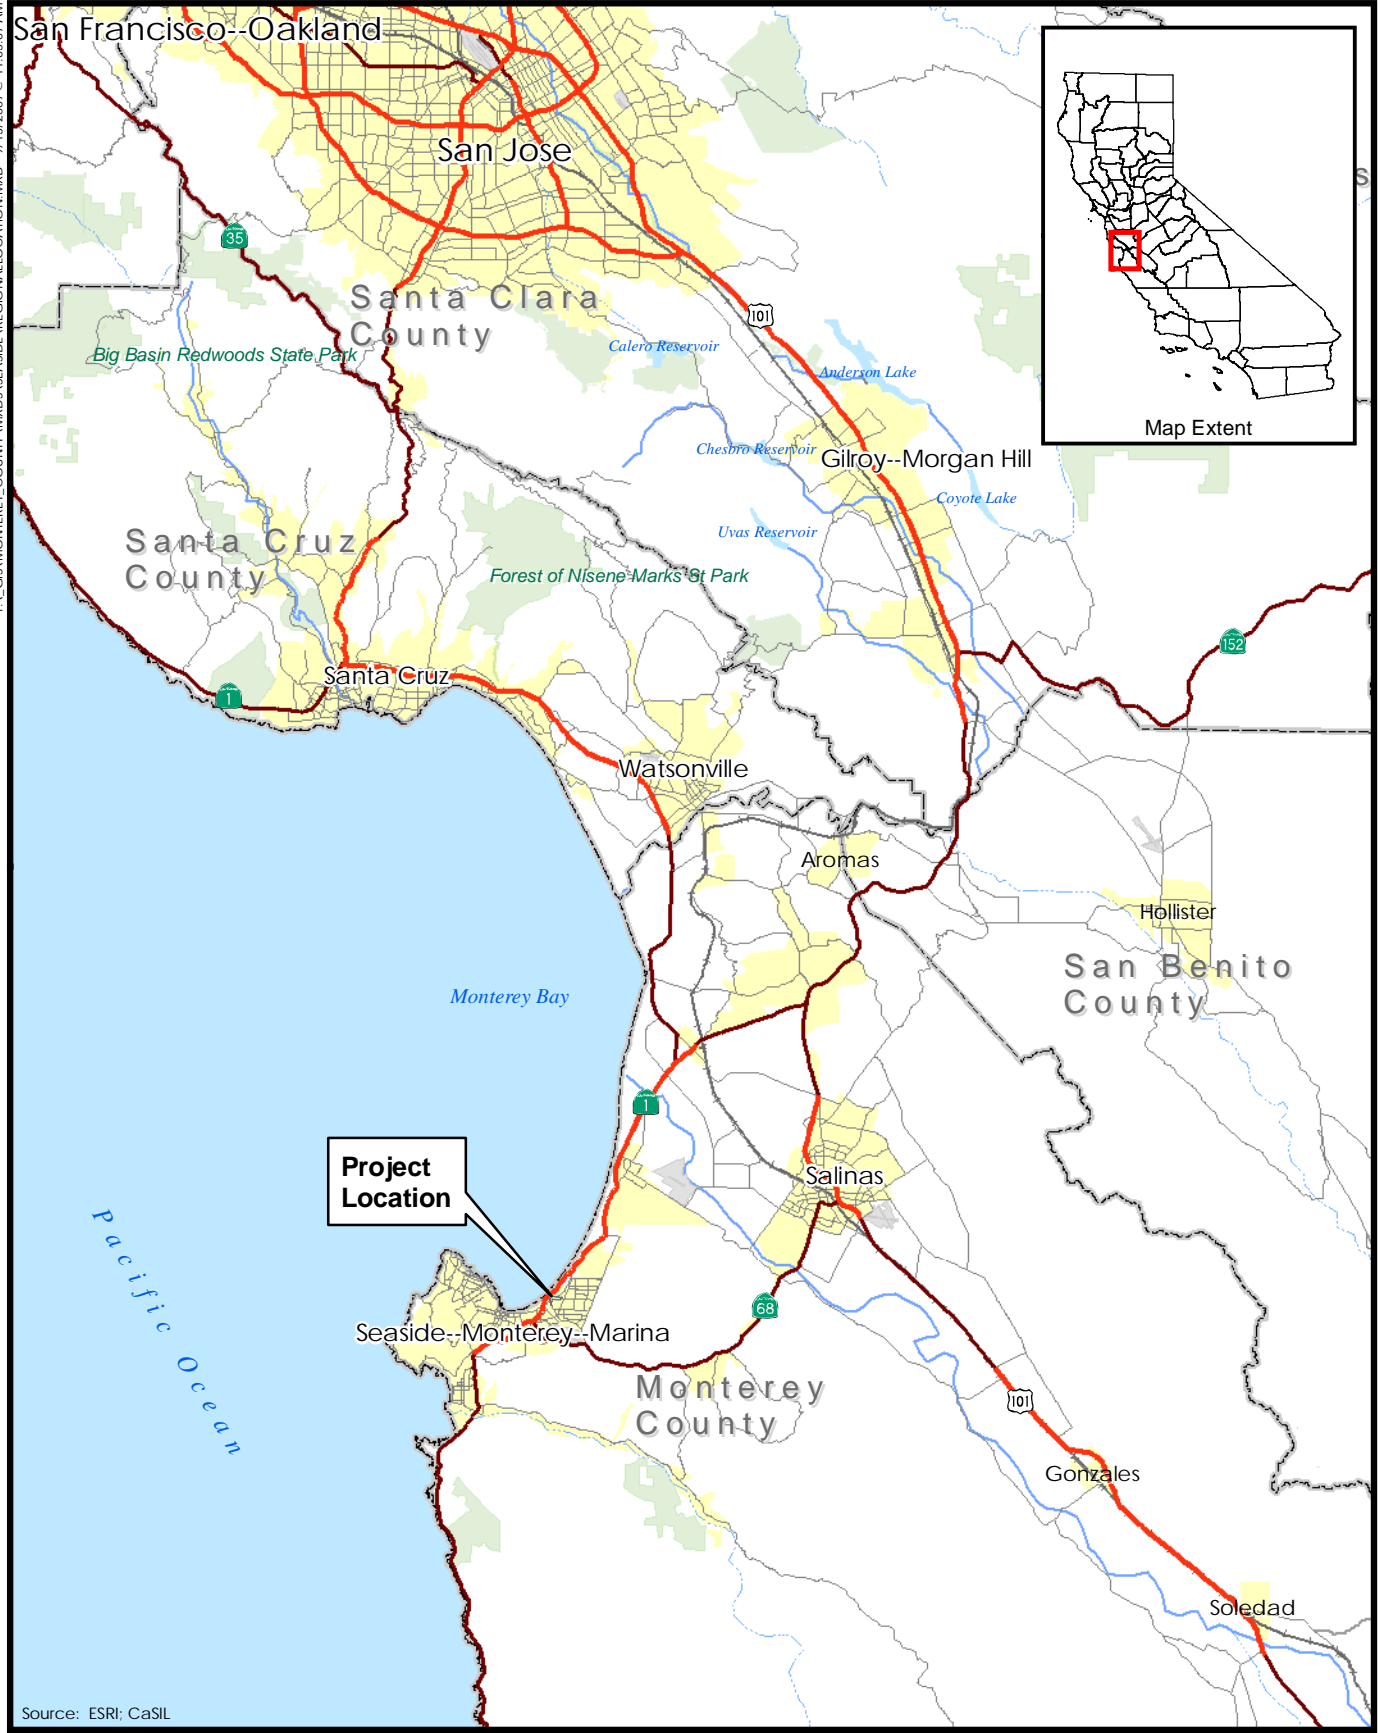 San Francisco--Oakland
San Jose
35
Santa Clara
County
101
Big Basin Redwoods State Park
Calero Reservoir
Anderson Lake
Map Extent
Chesbro Reservoir
Gilroy--Morgan Hill
Coyote Lake
Uvas Reservoir
Santa Cruz
County
Forest of Nisene Marks St Park
152
Santa Cruz
1
Watsonville
Aromas
Hollister
San Benito
County
Monterey Bay
1
Project
Location
Salinas
Pacific Ocean
68
Seaside--Monterey--Marina
Monterey
County
101
Gonzales
Soledad
Source: ESRI; CaSIL